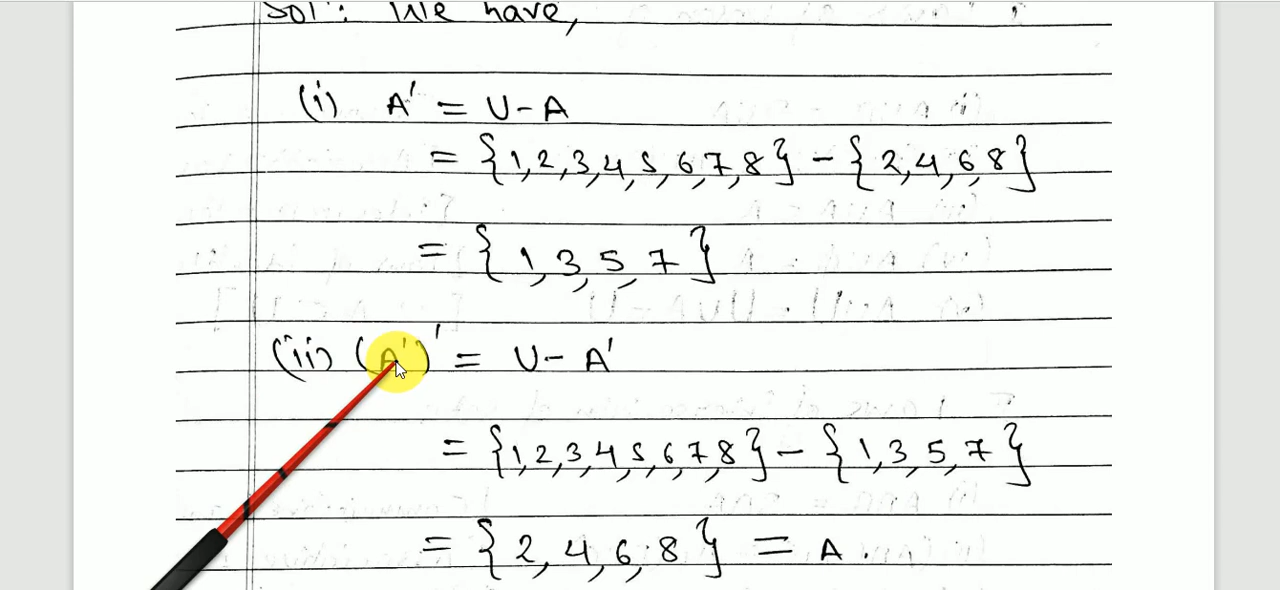 Sol: We have,
(i) A' = U - A
= {1,2,3,4,5,6,7,8} - {2,4,6,8}
= {1,3,5,7}
(ii) (A')' = U - A'
= {1,2,3,4,5,6,7,8} - {1,3,5,7}
= {2,4,6,8} = A.